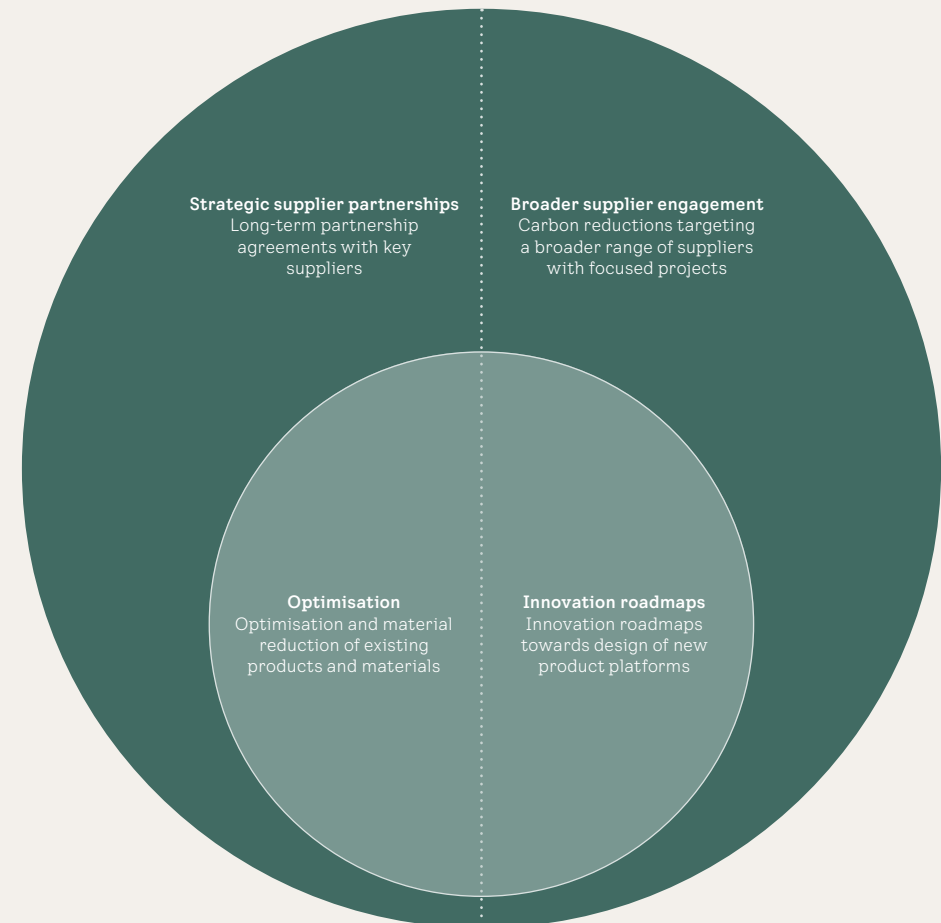 Strategic supplier partnerships
Long-term partnership
agreements with key
suppliers
Broader supplier engagement
Carbon reductions targeting
a broader range of suppliers
with focused projects
Optimisation
Optimisation and material
reduction of existing
products and materials
Innovation roadmaps
Innovation roadmaps
towards design of new
product platforms